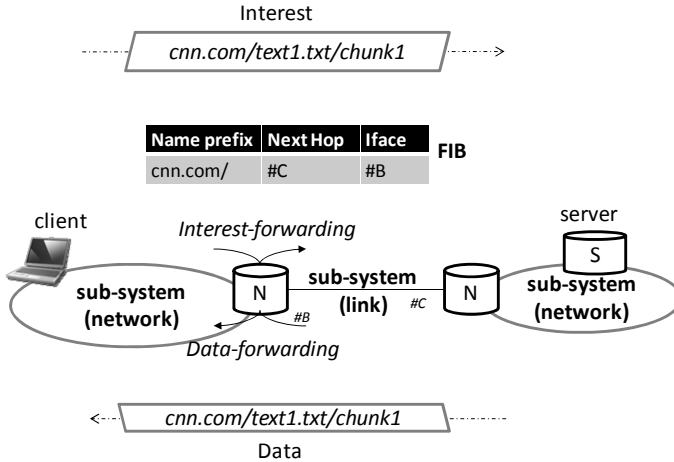 Interest
cnn.com/text1.txt/chunk1
Name prefix Next Hop Iface
FIB
cnn.com/ #C #B
client
server
Interest-forwarding
S
sub-system
(network)
N
sub-system
(link)
#C
N
sub-system
(network)
#B
Data-forwarding
cnn.com/text1.txt/chunk1
Data